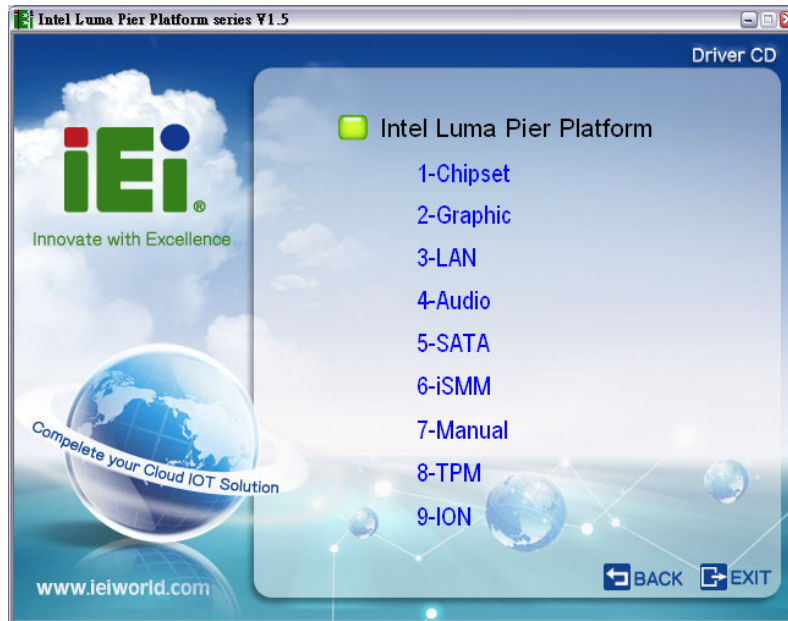 Intel Luma Pier Platform series V1.5
Driver CD
iEi®
Innovate with Excellence
Intel Luma Pier Platform
1-Chipset
2-Graphic
3-LAN
4-Audio
5-SATA
6-iSMM
7-Manual
8-TPM
9-ION
Compelete your Cloud IOT Solution
www.ieiworld.com
BACK
EXIT